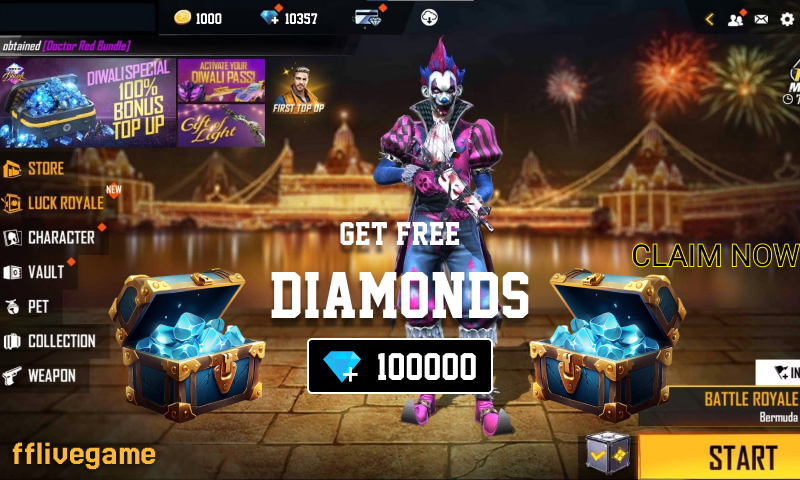 1000
10357
obtained [Doctor Red Bundle]
DIWALI SPECIAL
100%
BONUS
TOP UP
ACTIVATE YOUR
DIWALI PASS!
Gift of
Light
FIRST TOP UP
STORE
NEW
LUCK ROYALE
CHARACTER
VAULT
PET
COLLECTION
WEAPON
GET FREE
DIAMONDS
100000
CLAIM NOW
BATTLE ROYALE
Bermuda
START
fflivegame